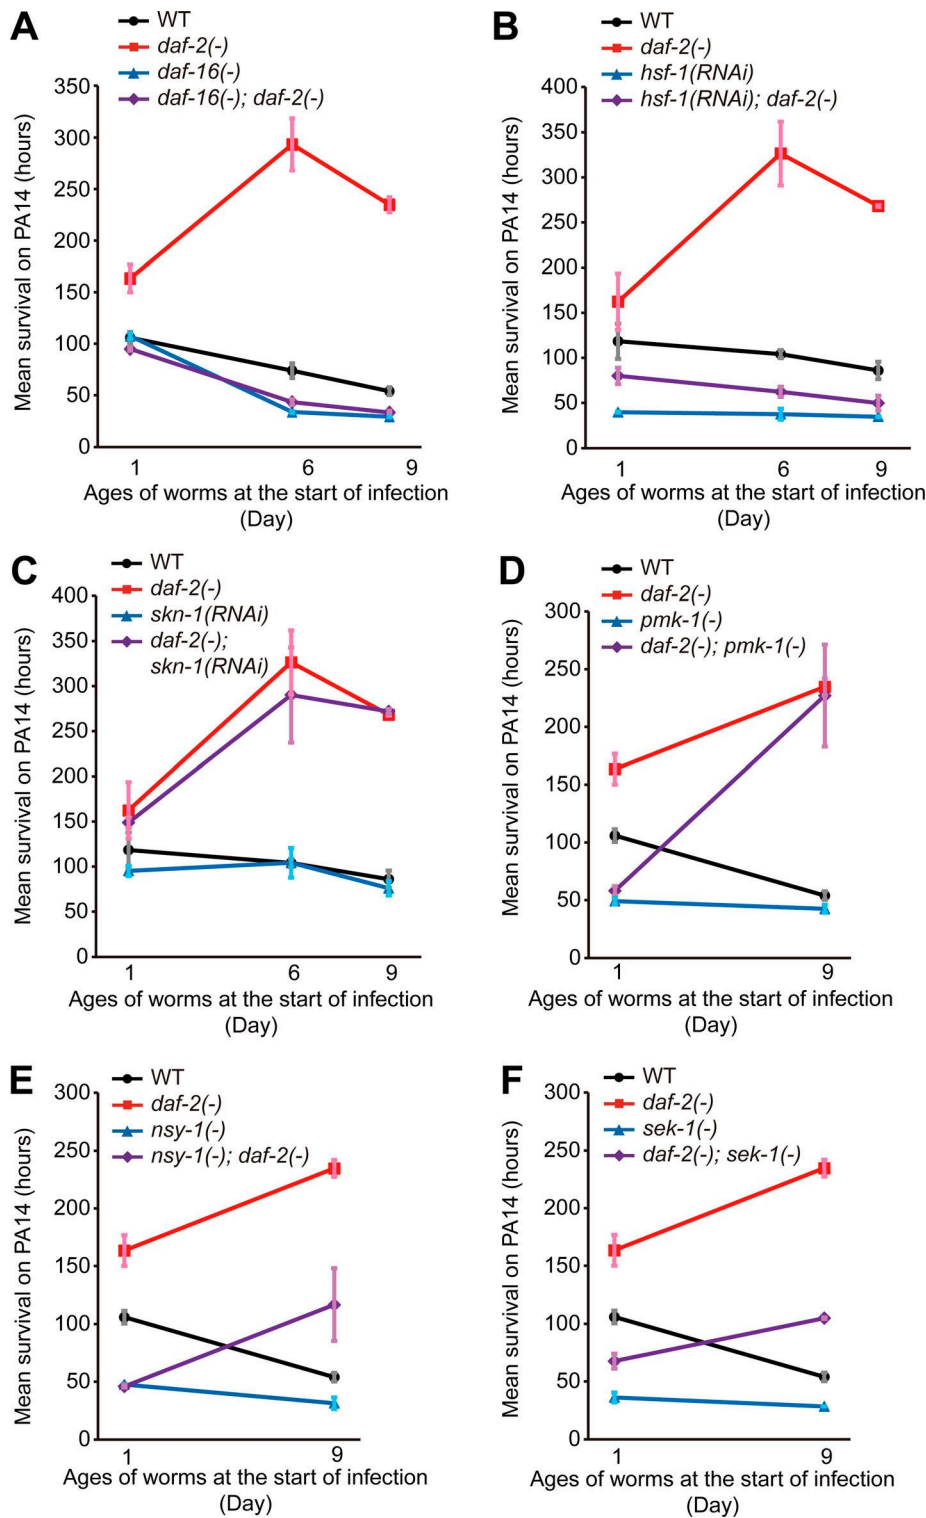 A
WT
daf-2(-)
daf-16(-)
daf-16(-); daf-2(-)
Mean survival on PA14 (hours)
350
300
250
200
150
100
50
0
1
6
9
Ages of worms at the start of infection
(Day)
B
WT
daf-2(-)
hsf-1(RNAi)
hsf-1(RNAi); daf-2(-)
Mean survival on PA14 (hours)
400
350
300
250
200
150
100
50
0
1
6
9
Ages of worms at the start of infection
(Day)
C
WT
daf-2(-)
skn-1(RNAi)
daf-2(-);
skn-1(RNAi)
Mean survival on PA14 (hours)
400
350
300
250
200
150
100
50
0
1
6
9
Ages of worms at the start of infection
(Day)
D
WT
daf-2(-)
pmk-1(-)
daf-2(-); pmk-1(-)
Mean survival on PA14 (hours)
300
250
200
150
100
50
0
1
9
Ages of worms at the start of infection
(Day)
E
WT
daf-2(-)
nsy-1(-)
nsy-1(-); daf-2(-)
Mean survival on PA14 (hours)
300
250
200
150
100
50
0
1
9
Ages of worms at the start of infection
(Day)
F
WT
daf-2(-)
sek-1(-)
daf-2(-); sek-1(-)
Mean survival on PA14 (hours)
300
250
200
150
100
50
0
1
9
Ages of worms at the start of infection
(Day)